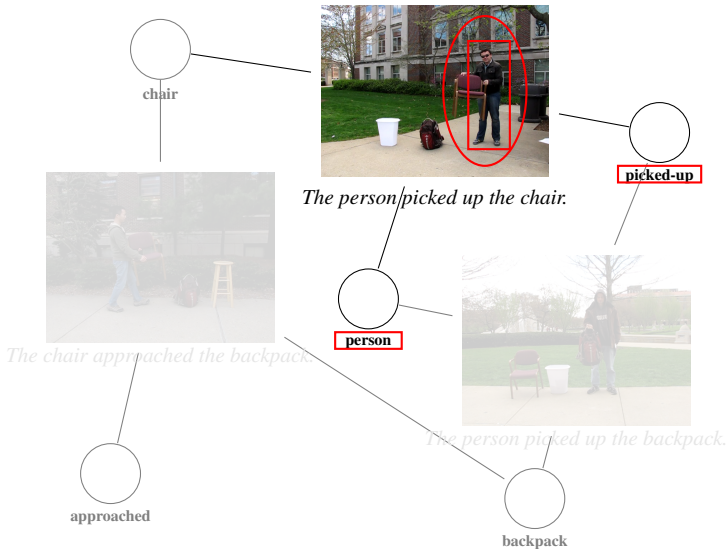 chair
picked-up
The person picked up the chair.
person
The chair approached the backpack.
The person picked up the backpack.
approached
backpack